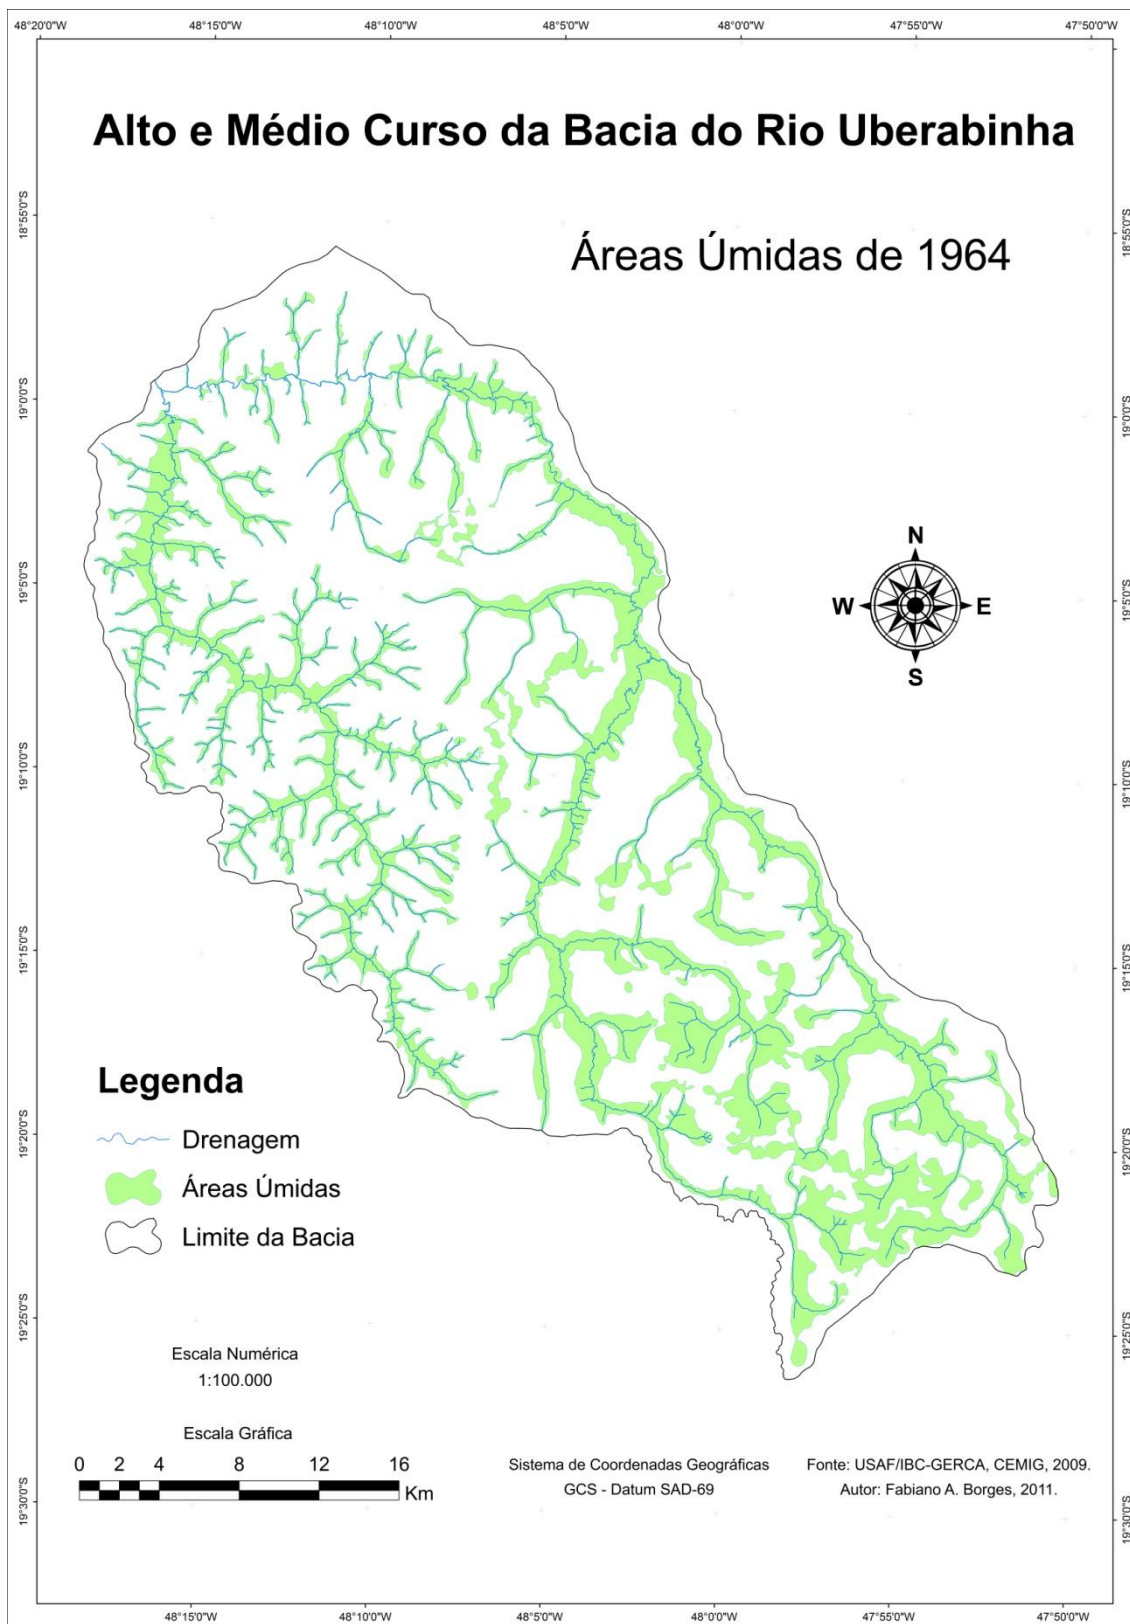 48°20'0"W 48°15'0"W 48°10'0"W 48°5'0"W 48°0'0"W 47°55'0"W 47°50'0"W
Alto e Médio Curso da Bacia do Rio Uberabinha
18°55'0"S
18°55'0"S
Áreas Úmidas de 1964
19°0'0"S
19°0'0"S
N
W E
S
19°5'0"S
19°5'0"S
19°10'0"S
19°10'0"S
19°15'0"S
19°15'0"S
Legenda
Drenagem
Áreas Úmidas
Limite da Bacia
19°20'0"S
19°20'0"S
19°25'0"S
19°25'0"S
Escala Numérica
1:100.000
Escala Gráfica
0 2 4 8 12 16
Km
Sistema de Coordenadas Geográficas
GCS - Datum SAD-69
Fonte: USAF/IBC-GERCA, CEMIG, 2009.
Autor: Fabiano A. Borges, 2011.
19°30'0"S
19°30'0"S
48°15'0"W 48°10'0"W 48°5'0"W 48°0'0"W 47°55'0"W 47°50'0"W